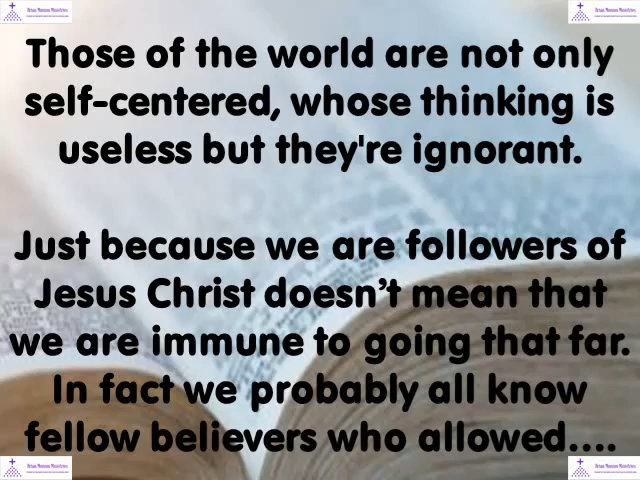 Those of the world are not only
self-centered, whose thinking is
useless but they're ignorant.
Just because we are followers of
Jesus Christ doesn’t mean that
we are immune to going that far.
In fact we probably all know
fellow believers who allowed....